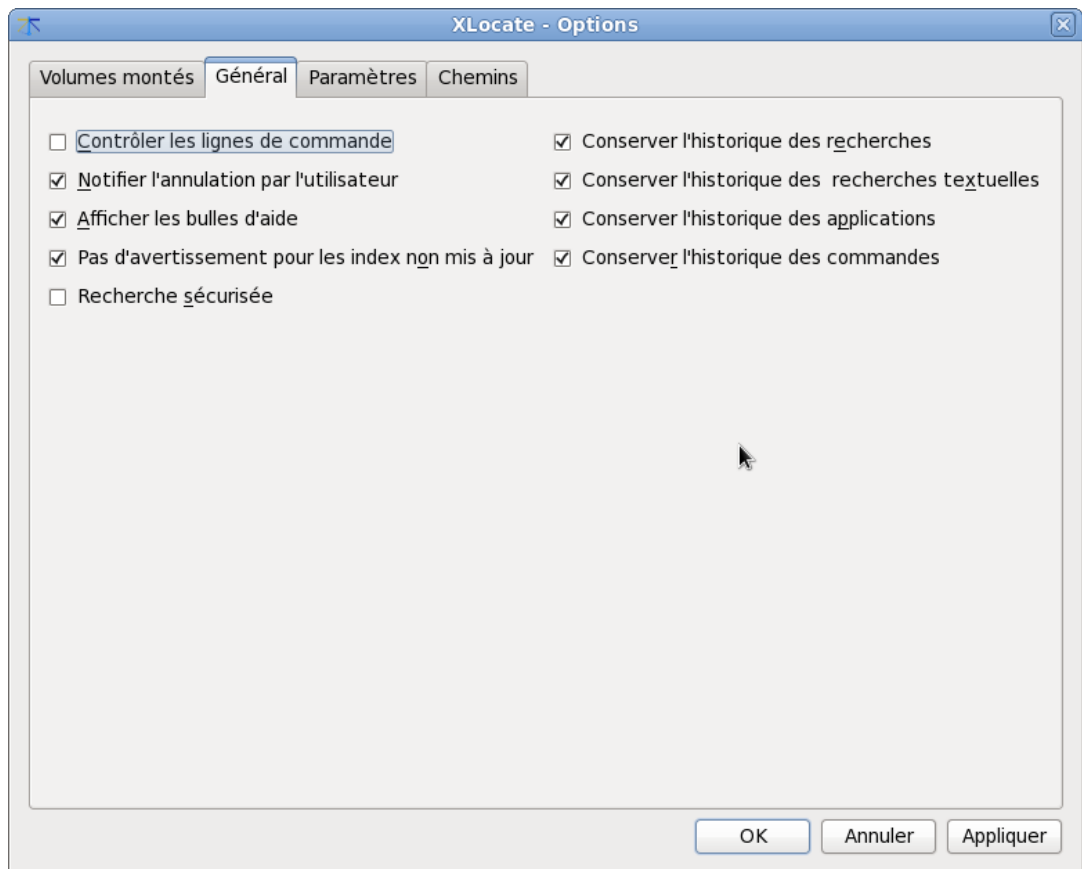 XLocate - Options
Volumes montés Général Paramètres Chemins
Contrôler les lignes de commande
Notifier l'annulation par l'utilisateur
Afficher les bulles d'aide
Pas d'avertissement pour les index non mis à jour
Recherche sécurisée
Conserver l'historique des recherches
Conserver l'historique des  recherches textuelles
Conserver l'historique des applications
Conserver l'historique des commandes
OK Annuler Appliquer